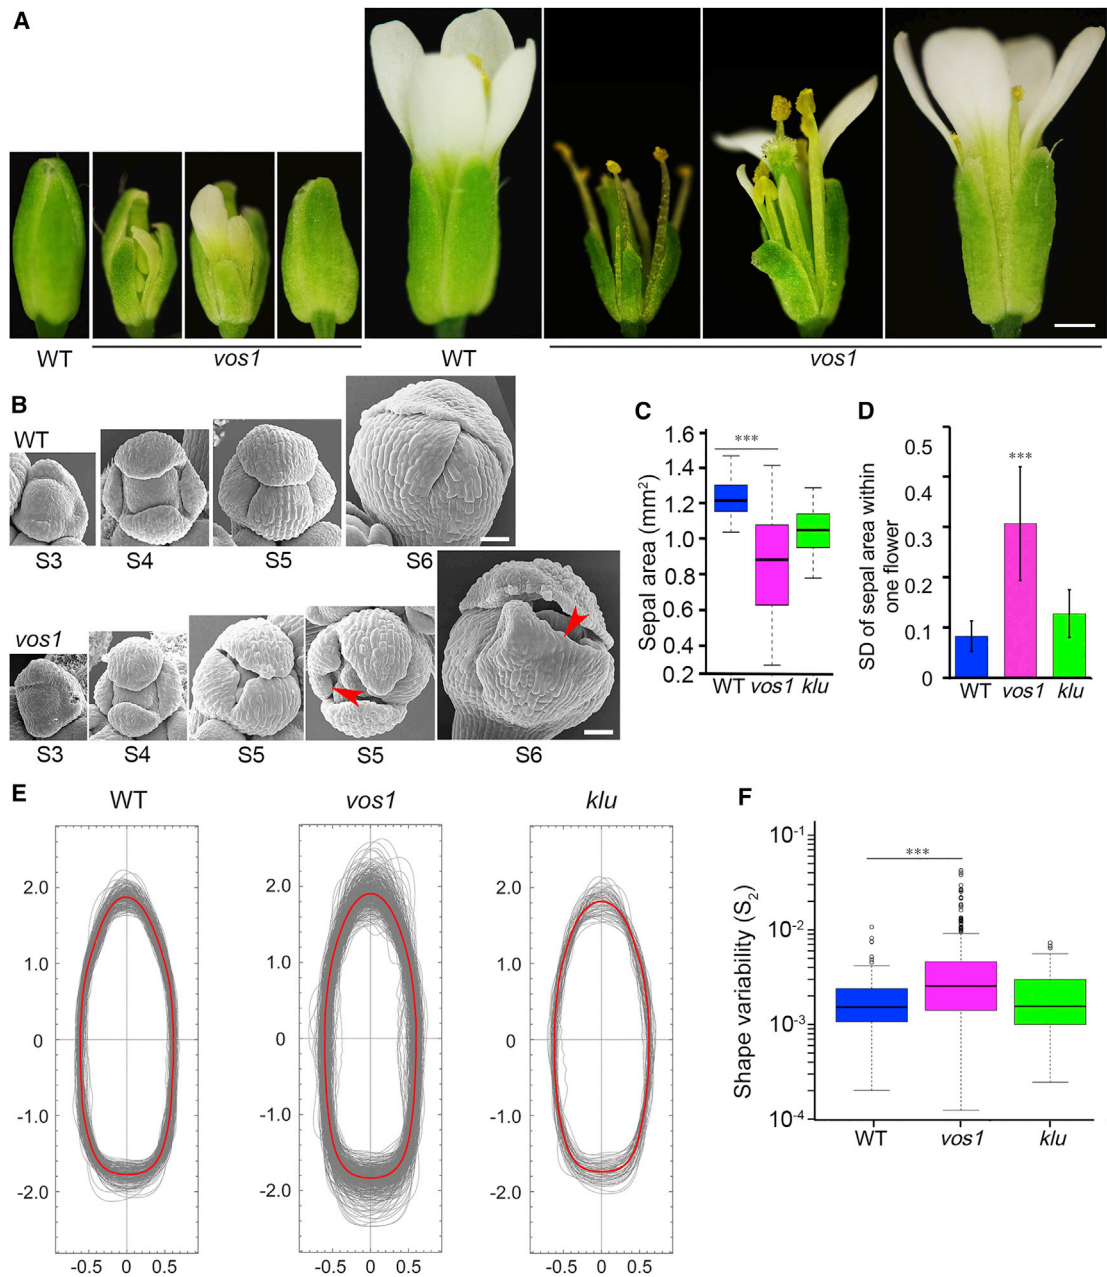 A
WT
vos1
WT
vos1
B
WT
S3
S4
S5
S6
vos1
S3
S4
S5
S5
S6
C
Sepal area (mm²)
1.6
1.4
1.2
1.0
0.8
0.6
0.4
0.2
***
WT vos1 klu
D
SD of sepal area within
one flower
0.5
0.4
0.3
0.2
0.1
0
***
WT vos1 klu
E
WT
2.0
1.0
0
-1.0
-2.0
-0.5 0 0.5
vos1
2.0
1.0
0
-1.0
-2.0
-0.5 0 0.5
klu
2.0
1.0
0
-1.0
-2.0
-0.5 0 0.5
F
Shape variability (S₂)
10⁻¹
10⁻²
10⁻³
10⁻⁴
***
WT vos1 klu